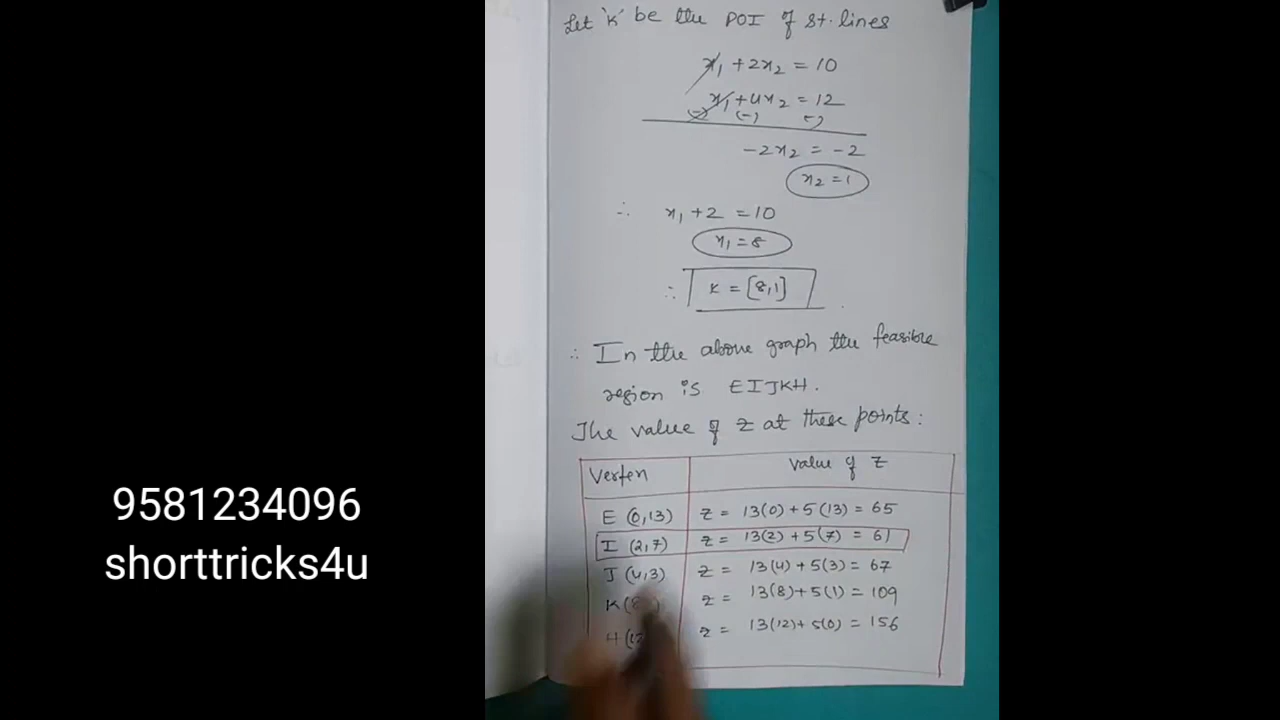 Let 'K' be the POI of st. lines
x₁ + 2x₂ = 10
x₁ + 4x₂ = 12
(-) (-) (-)
-2x₂ = -2
x₂ = 1
∴ x₁ + 2 = 10
x₁ = 8
∴ K = [8,1]
∴ In the above graph the feasible
region is EIJKH.
The value of z at these points:
Vertex value of Z
E (0,13) z = 13(0) + 5(13) = 65
I (2,7) z = 13(2) + 5(7) = 61
J (4,3) z = 13(4) + 5(3) = 67
K (8 z = 13(8) + 5(1) = 109
H (12 z = 13(12) + 5(0) = 156
9581234096
shorttricks4u